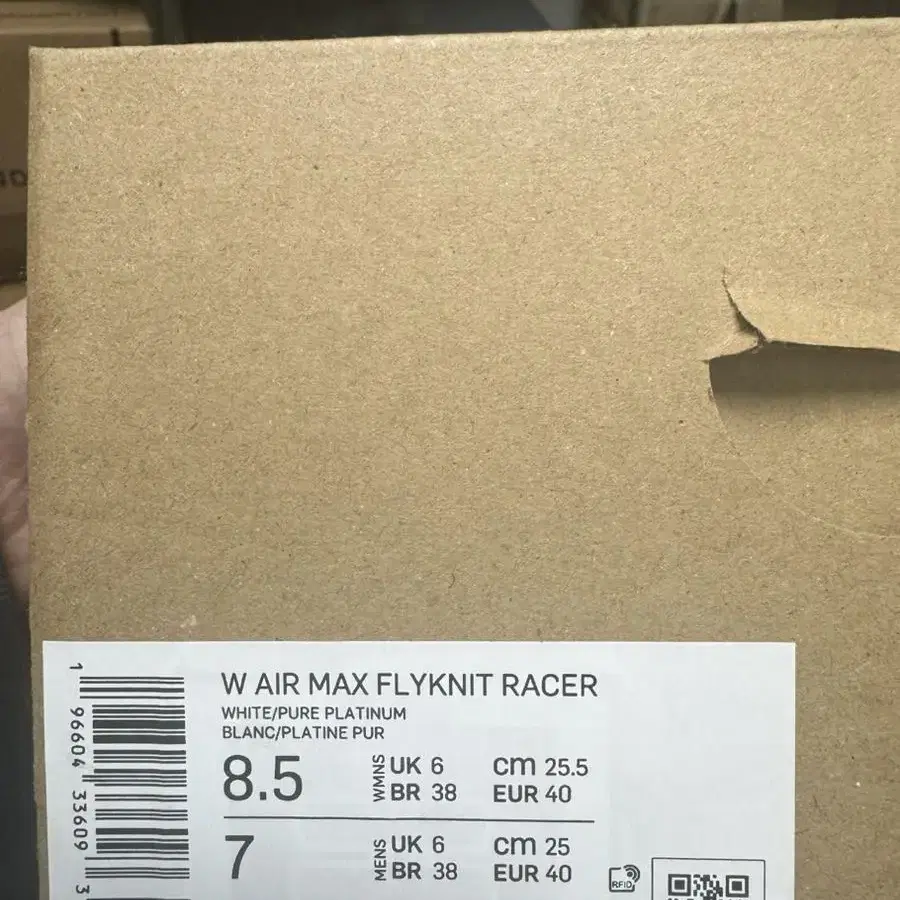 W AIR MAX FLYKNIT RACER
WHITE/PURE PLATINUM
BLANC/PLATINE PUR
8.5 WMNS UK 6 cm 25.5
BR 38 EUR 40
7 MENS UK 6 cm 25
BR 38 EUR 40
RFID
1 96604 33609 3